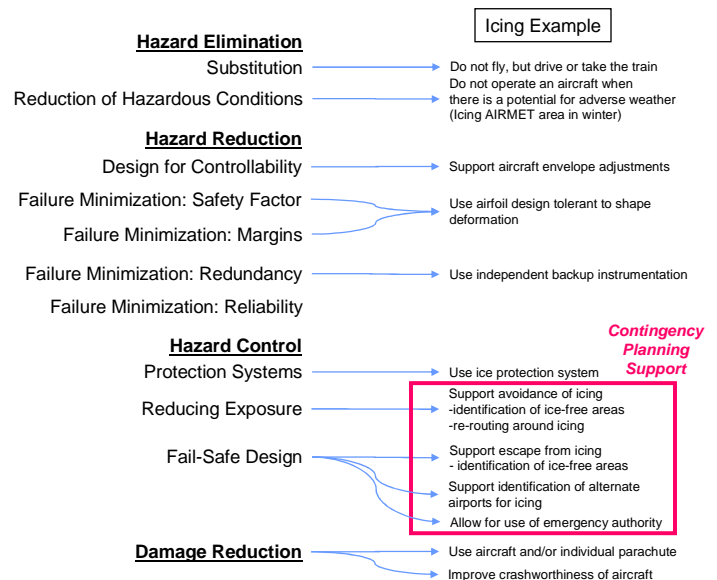 Icing Example
Hazard Elimination
Substitution
Do not fly, but drive or take the train
Reduction of Hazardous Conditions
Do not operate an aircraft when
there is a potential for adverse weather
(Icing AIRMET area in winter)
Hazard Reduction
Design for Controllability
Support aircraft envelope adjustments
Failure Minimization: Safety Factor
Use airfoil design tolerant to shape
deformation
Failure Minimization: Margins
Failure Minimization: Redundancy
Use independent backup instrumentation
Failure Minimization: Reliability
Contingency
Planning
Support
Hazard Control
Protection Systems
Use ice protection system
Reducing Exposure
Support avoidance of icing
-identification of ice-free areas
-re-routing around icing
Fail-Safe Design
Support escape from icing
- identification of ice-free areas
Support identification of alternate
airports for icing
Allow for use of emergency authority
Damage Reduction
Use aircraft and/or individual parachute
Improve crashworthiness of aircraft